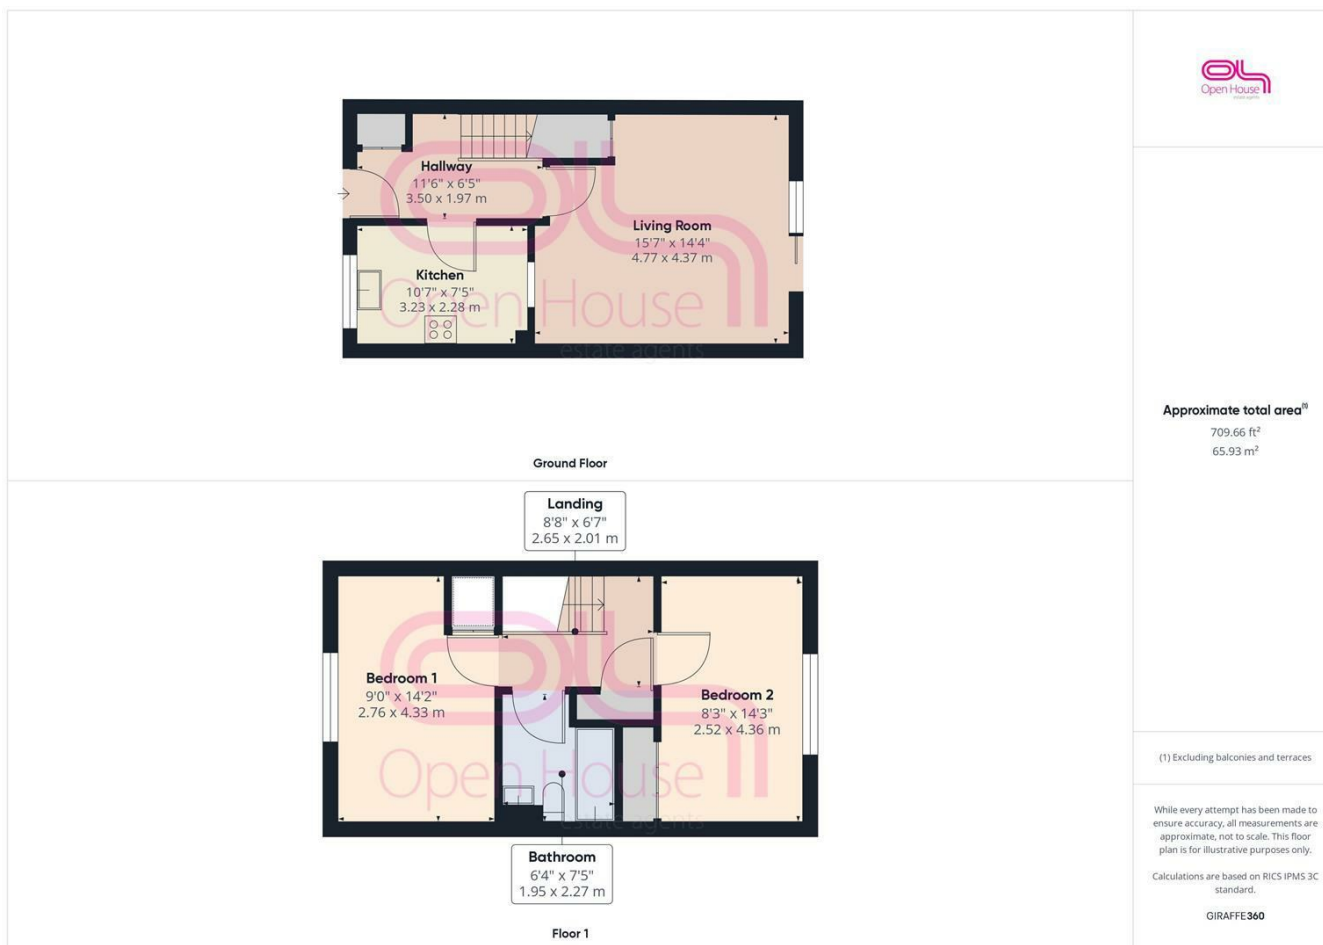 Hallway
11'6" x 6'5"
3.50 x 1.97 m
Living Room
15'7" x 14'4"
4.77 x 4.37 m
Kitchen
10'7" x 7'5"
3.23 x 2.28 m
Open House
estate agents
Ground Floor
Landing
8'8" x 6'7"
2.65 x 2.01 m
Bedroom 1
9'0" x 14'2"
2.76 x 4.33 m
Bedroom 2
8'3" x 14'3"
2.52 x 4.36 m
Open House
estate agents
Bathroom
6'4" x 7'5"
1.95 x 2.27 m
Floor 1
Open House
estate agents
Approximate total area⁽¹⁾
709.66 ft²
65.93 m²
(1) Excluding balconies and terraces
While every attempt has been made to
ensure accuracy, all measurements are
approximate, not to scale. This floor
plan is for illustrative purposes only.
Calculations are based on RICS IPMS 3C
standard.
GIRAFFE360